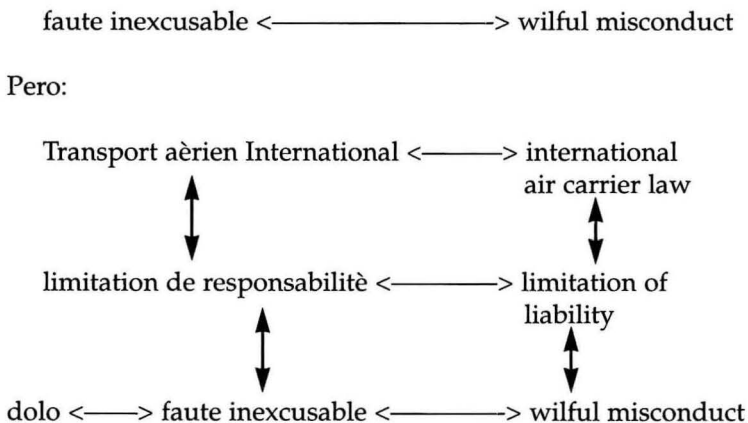 faute inexcusable <————————-> wilful misconduct
Pero:
Transport aèrien International <———-> international
air carrier law
limitation de responsabilitè <————-> limitation of
liability
dolo <——-> faute inexcusable <————-> wilful misconduct